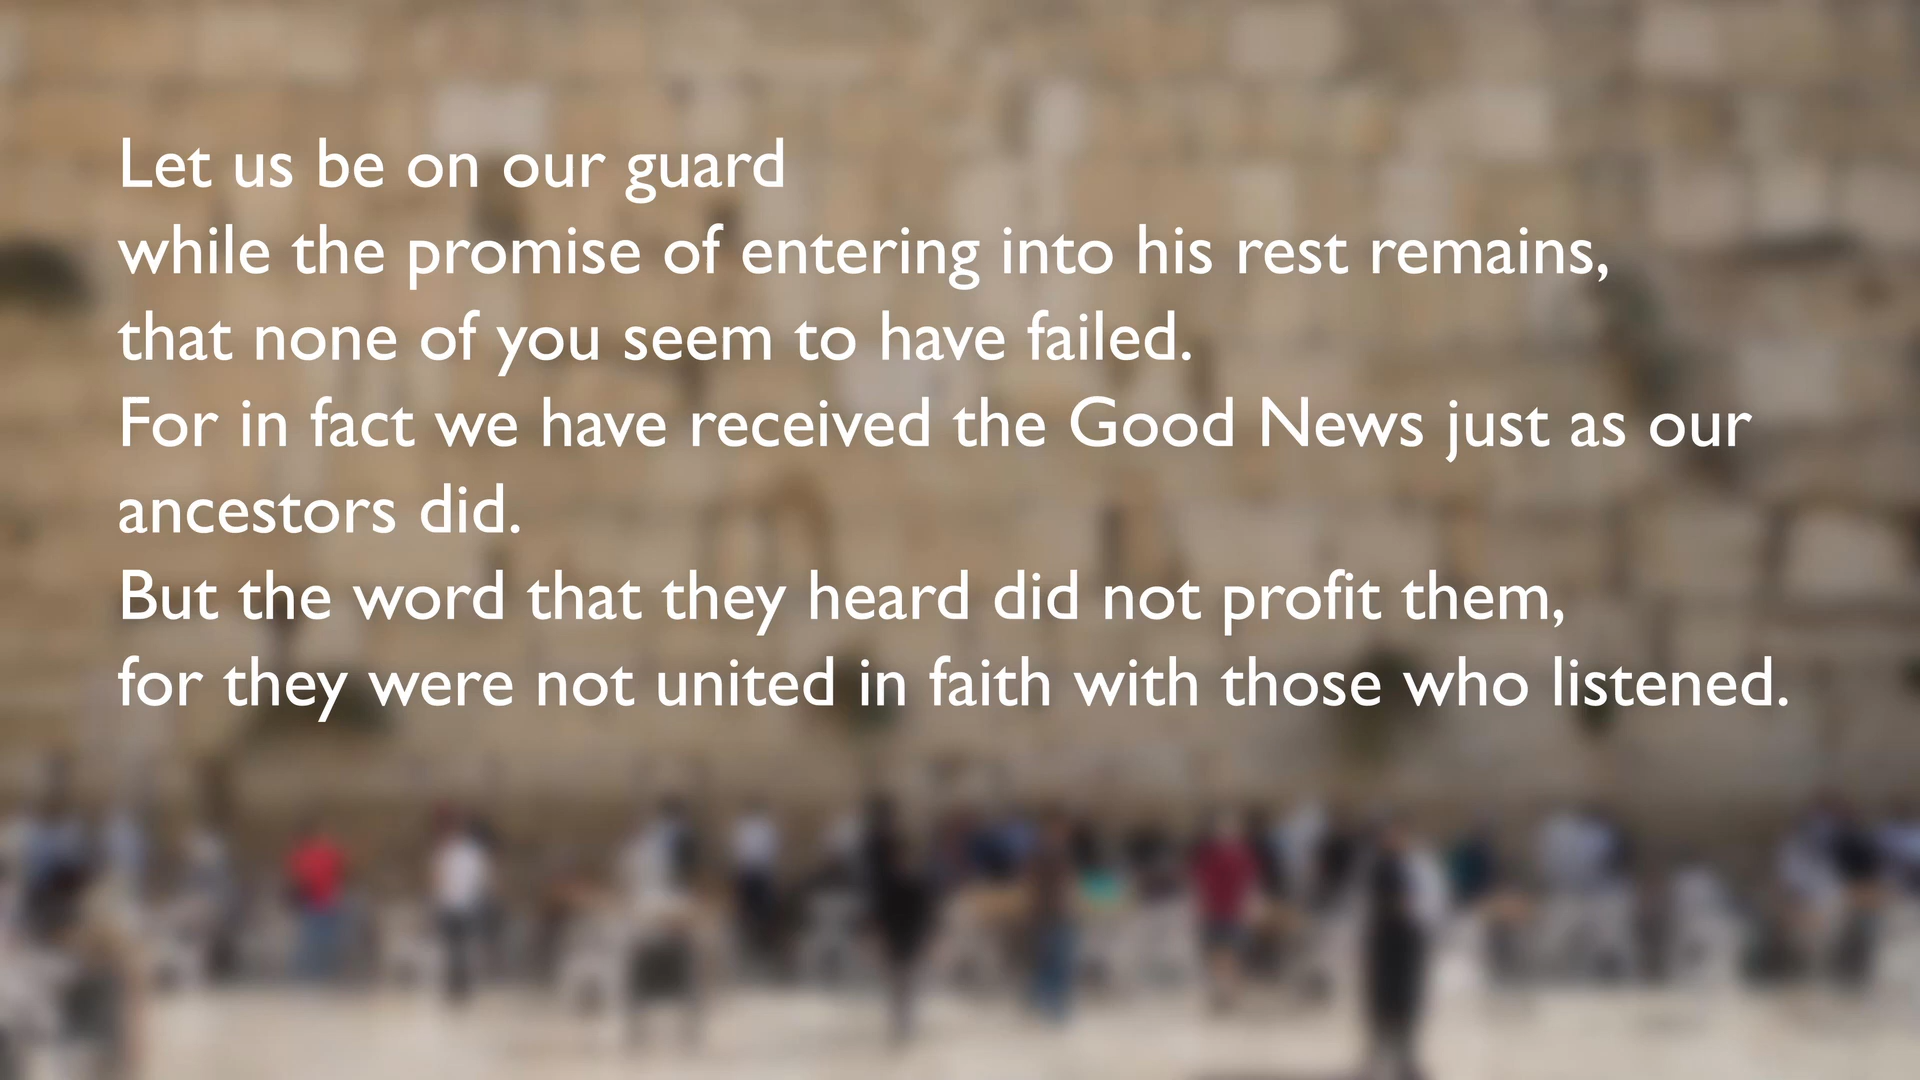 Let us be on our guard
while the promise of entering into his rest remains,
that none of you seem to have failed.
For in fact we have received the Good News just as our
ancestors did.
But the word that they heard did not profit them,
for they were not united in faith with those who listened.